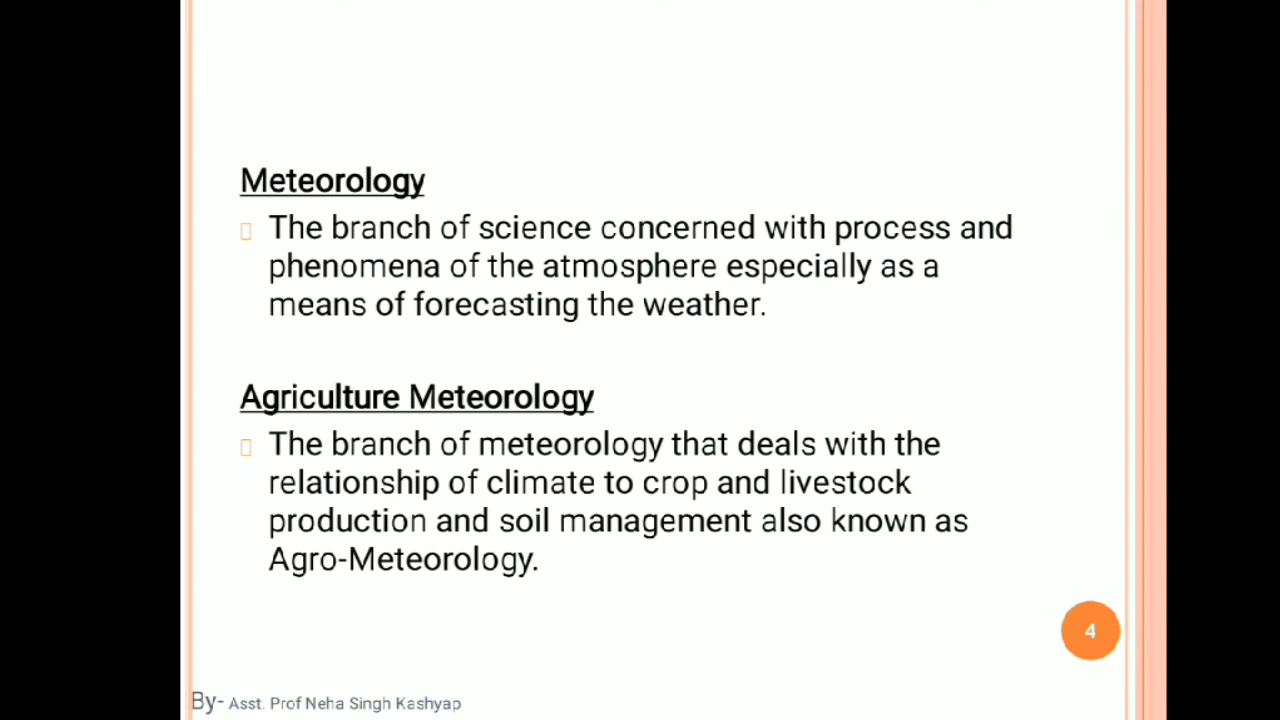 Meteorology
The branch of science concerned with process and
phenomena of the atmosphere especially as a
means of forecasting the weather.
Agriculture Meteorology
The branch of meteorology that deals with the
relationship of climate to crop and livestock
production and soil management also known as
Agro-Meteorology.
4
By- Asst. Prof Neha Singh Kashyap